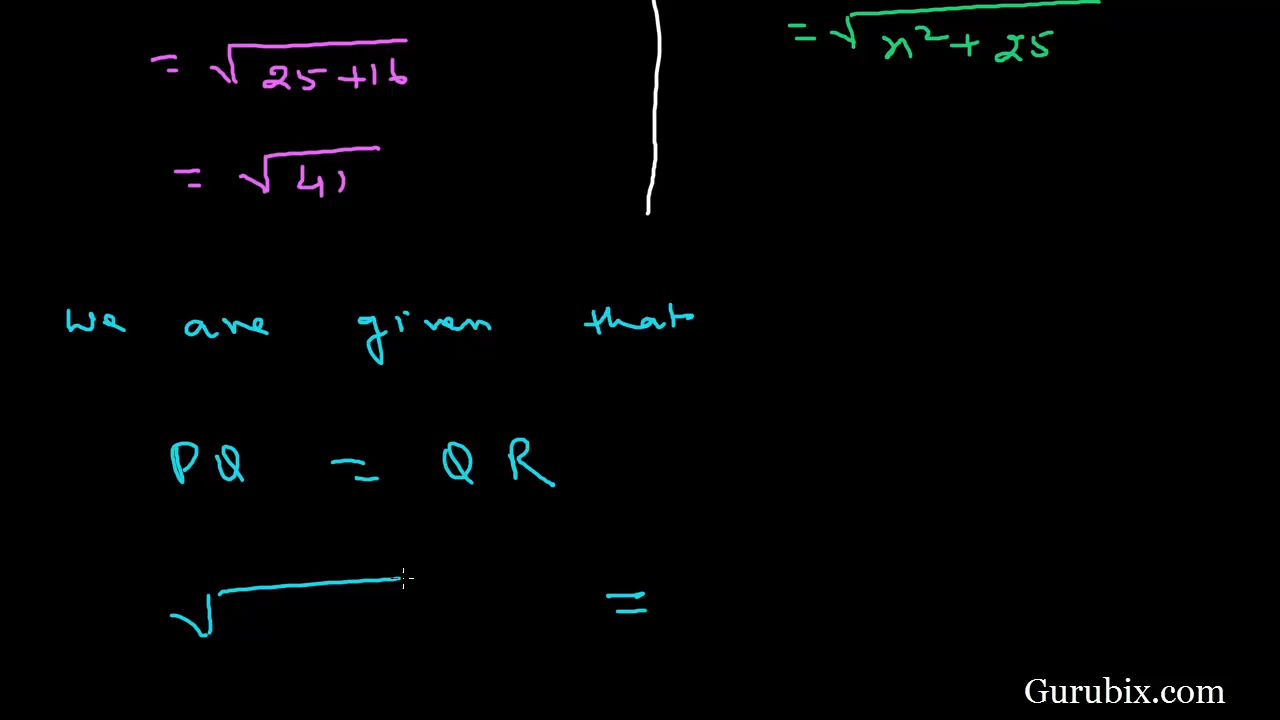 = √25+16
= √41
= √x²+25
We are given that
PQ = QR
√ =
Gurubix.com